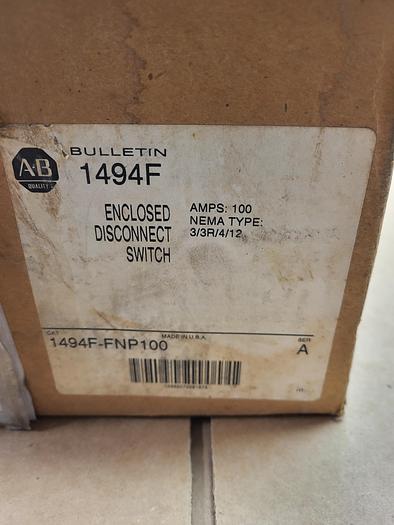 BULLETIN
1494F
A-B
QUALITY
ENCLOSED
DISCONNECT
SWITCH
AMPS: 100
NEMA TYPE:
3/3R/4/12
CAT
MADE IN U.S.A.
SER
1494F-FNP100
A